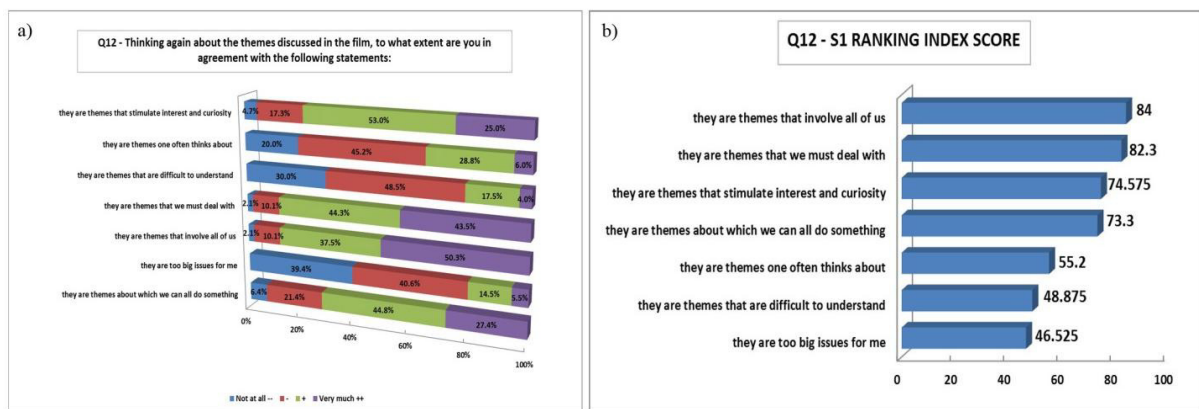 a)
Q12 - Thinking again about the themes discussed in the film, to what extent are you in
agreement with the following statements:
they are themes that stimulate interest and curiosity
4.7% 17.3% 53.0% 25.0%
they are themes one often thinks about
20.0% 45.2% 28.8% 6.0%
they are themes that are difficult to understand
30.0% 48.5% 17.5% 4.0%
they are themes that we must deal with
2.1% 10.1% 44.3% 43.5%
they are themes that involve all of us
2.1% 10.1% 37.5% 50.3%
they are too big issues for me
39.4% 40.6% 14.5% 5.5%
they are themes about which we can all do something
6.4% 21.4% 44.8% 27.4%
0% 20% 40% 60% 80% 100%
Not at all -- - + Very much ++
b)
Q12 - S1 RANKING INDEX SCORE
they are themes that involve all of us 84
they are themes that we must deal with 82.3
they are themes that stimulate interest and curiosity 74.575
they are themes about which we can all do something 73.3
they are themes one often thinks about 55.2
they are themes that are difficult to understand 48.875
they are too big issues for me 46.525
0 20 40 60 80 100